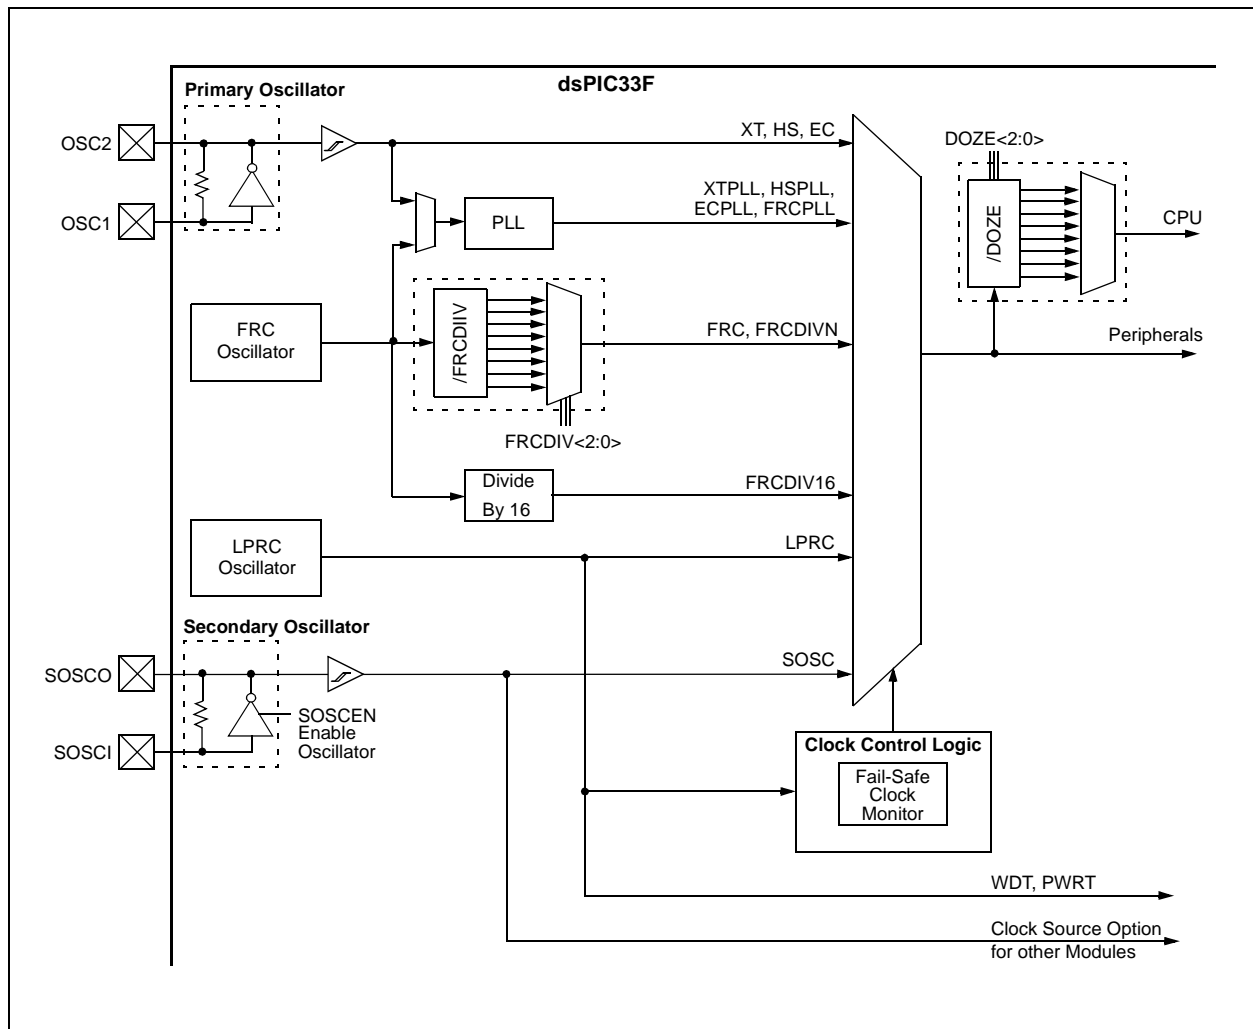 dsPIC33F
Primary Oscillator
OSC2
OSC1
XT, HS, EC
DOZE<2:0>
XTPLL, HSPLL,
ECPLL, FRCPLL
PLL
/DOZE
CPU
FRC
Oscillator
/FRCDIIV
FRC, FRCDIVN
Peripherals
FRCDIV<2:0>
Divide
By 16
FRCDIV16
LPRC
Oscillator
LPRC
Secondary Oscillator
SOSCO
SOSC
SOSCEN
Enable
Oscillator
SOSCI
Clock Control Logic
Fail-Safe
Clock
Monitor
WDT, PWRT
Clock Source Option
for other Modules